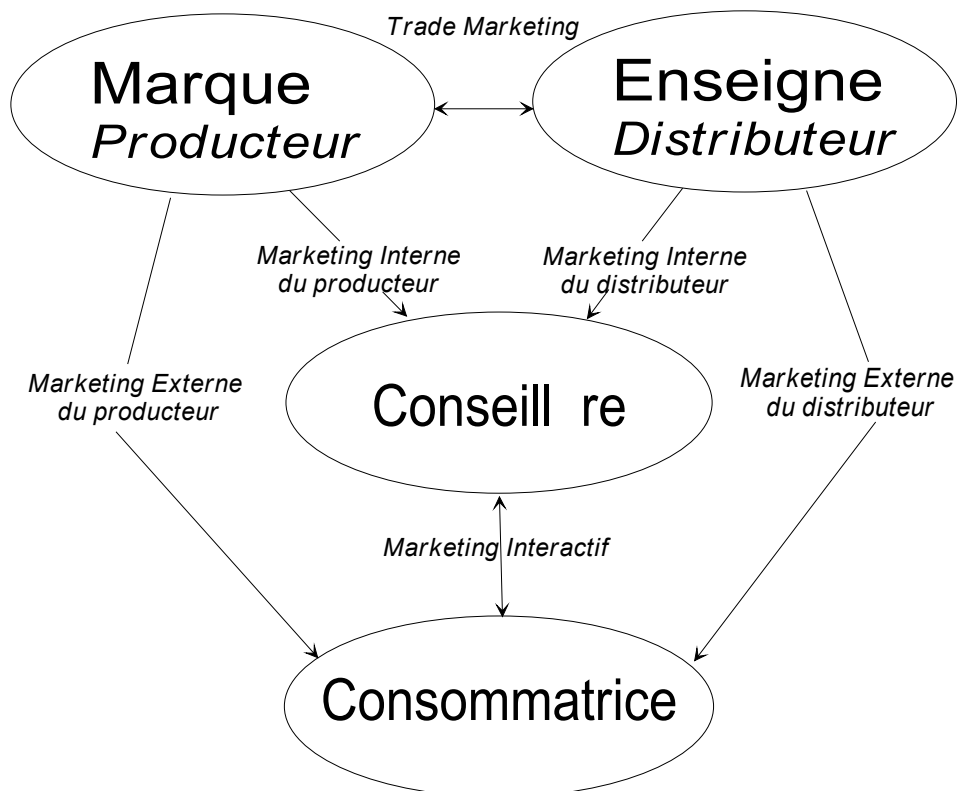 Trade Marketing
Marque
Producteur
Enseigne
Distributeur
Marketing Interne
du producteur
Marketing Interne
du distributeur
Marketing Externe
du producteur
Marketing Externe
du distributeur
Conseill re
Marketing Interactif
Consommatrice